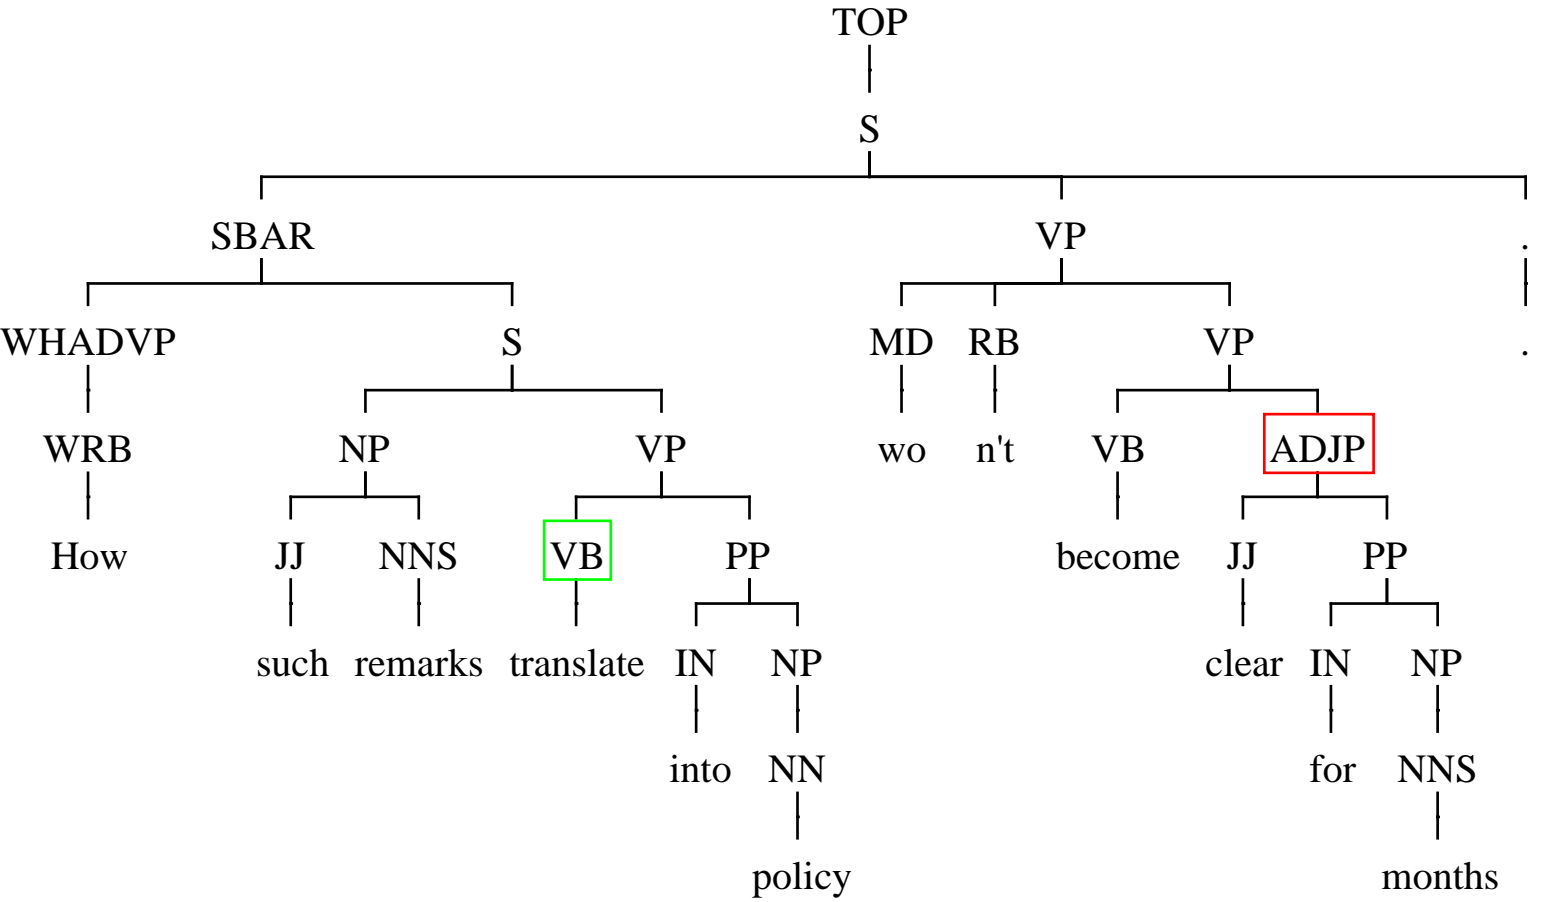 TOP
S
SBAR VP .
WHADVP S MD RB VP .
WRB NP VP wo n't VB ADJP
How JJ NNS VB PP become JJ PP
such remarks translate IN NP clear IN NP
into NN for NNS
policy months